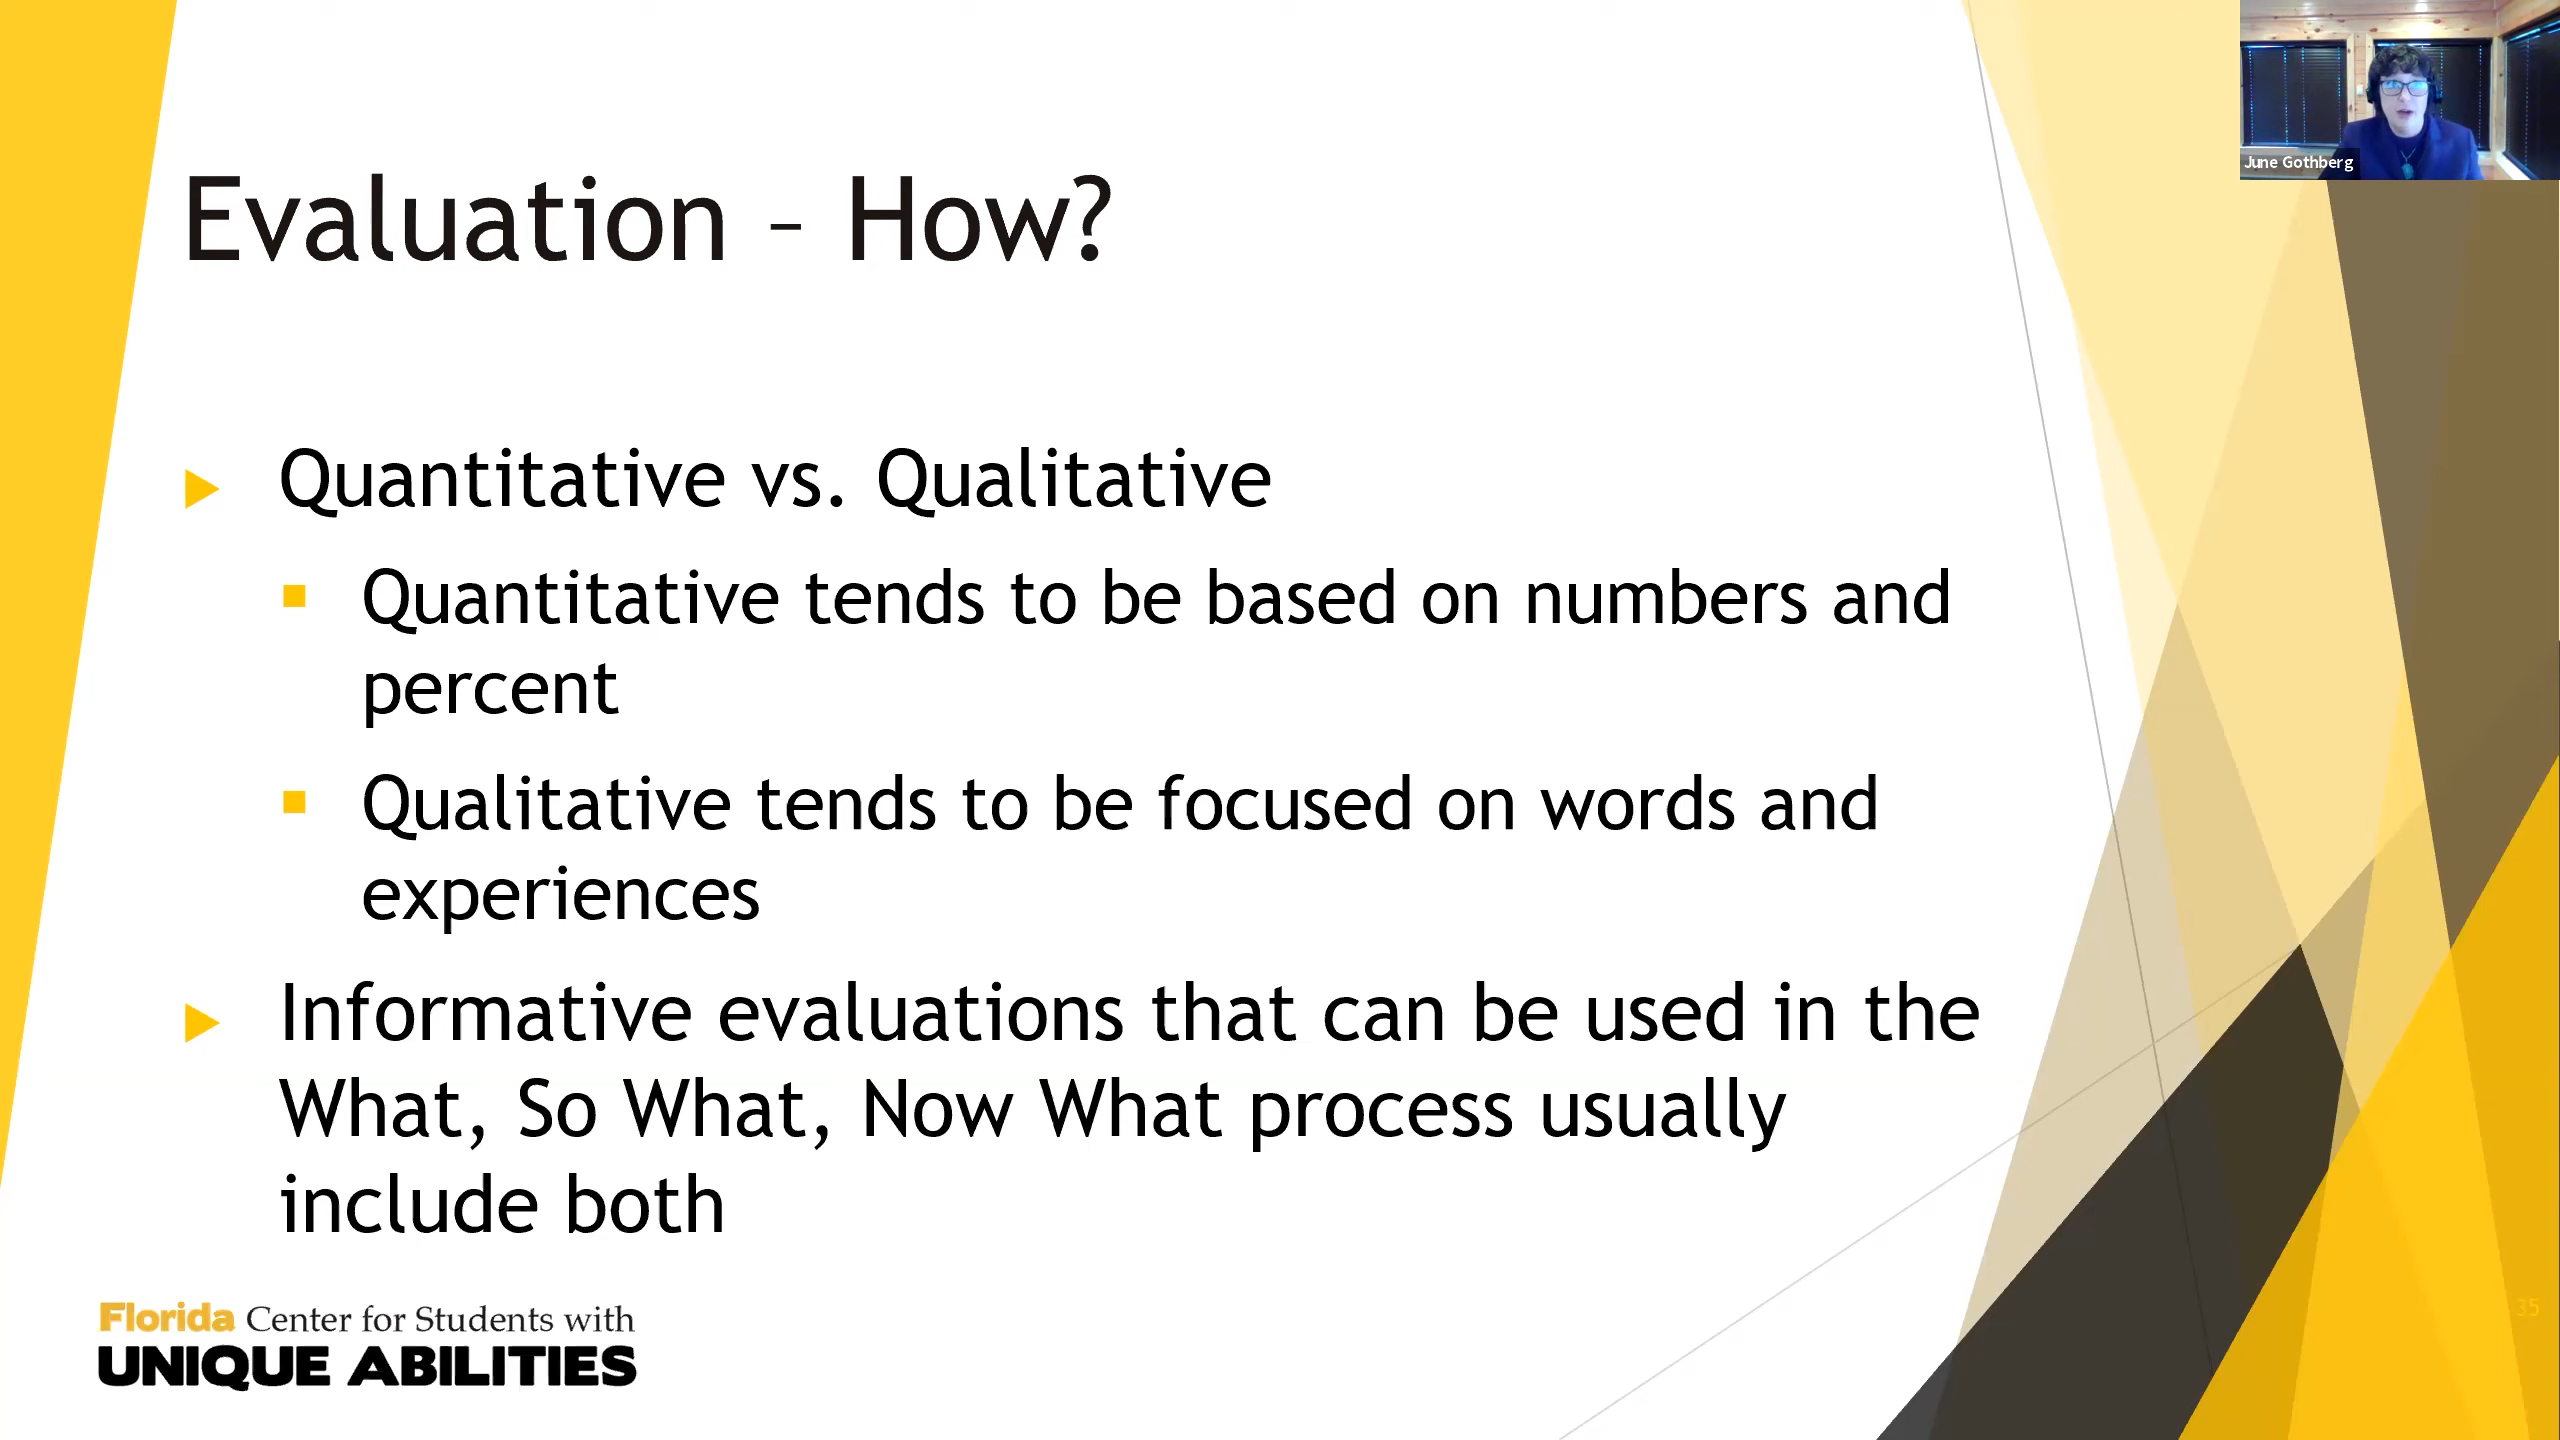 June Gothberg
Evaluation – How?
Quantitative vs. Qualitative
Quantitative tends to be based on numbers and
percent
Qualitative tends to be focused on words and
experiences
Informative evaluations that can be used in the
What, So What, Now What process usually
include both
Florida Center for Students with
UNIQUE ABILITIES
35